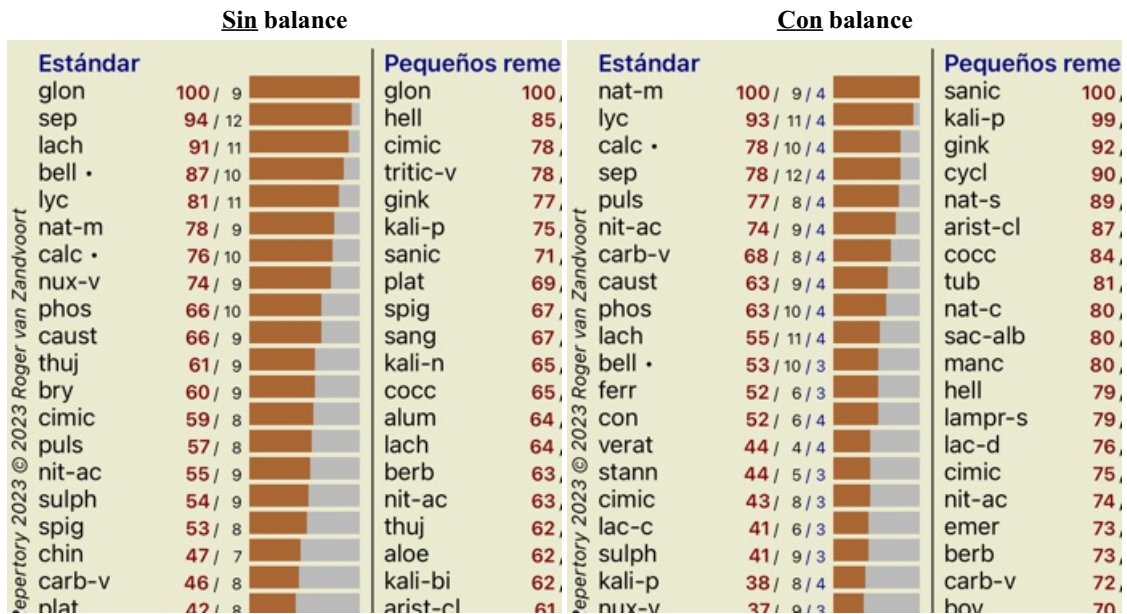 Sin balance
Estándar
glon 100 / 9
sep 94 / 12
lach 91 / 11
bell • 87 / 10
lyc 81 / 11
nat-m 78 / 9
calc • 76 / 10
nux-v 74 / 9
phos 66 / 10
caust 66 / 9
thuj 61 / 9
bry 60 / 9
cimic 59 / 8
puls 57 / 8
nit-ac 55 / 9
sulph 54 / 9
spig 53 / 8
chin 47 / 7
carb-v 46 / 8
plat 42 / 8
Pequeños reme
glon 100
hell 85
cimic 78
tritic-v 78
gink 77
kali-p 75
sanic 71
plat 69
spig 67
sang 67
kali-n 65
cocc 65
alum 64
lach 64
berb 63
nit-ac 63
thuj 62
aloe 62
kali-bi 62
arist-cl 61
Repertory 2023 © 2023 Roger van Zandvoort
Con balance
Estándar
nat-m 100 / 9 / 4
lyc 93 / 11 / 4
calc • 78 / 10 / 4
sep 78 / 12 / 4
puls 77 / 8 / 4
nit-ac 74 / 9 / 4
carb-v 68 / 8 / 4
caust 63 / 9 / 4
phos 63 / 10 / 4
lach 55 / 11 / 4
bell • 53 / 10 / 3
ferr 52 / 6 / 3
con 52 / 6 / 4
verat 44 / 4 / 4
stann 44 / 5 / 3
cimic 43 / 8 / 3
lac-c 41 / 6 / 3
sulph 41 / 9 / 3
kali-p 38 / 8 / 4
nux-v 37 / 9 / 3
Pequeños reme
sanic 100
kali-p 99
gink 92
cycl 90
nat-s 89
arist-cl 87
cocc 84
tub 81
nat-c 80
sac-alb 80
manc 80
hell 79
lampr-s 79
lac-d 76
cimic 75
nit-ac 74
emer 73
berb 73
carb-v 72
bov 70
Repertory 2023 © 2023 Roger van Zandvoort